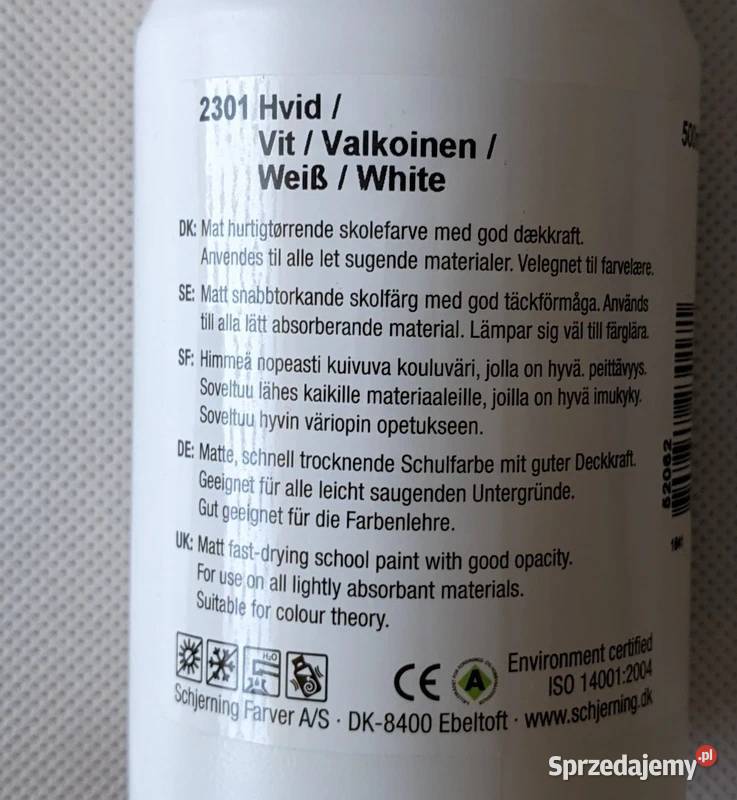 2301 Hvid /
Vit / Valkoinen /
Weiß / White
DK: Mat hurtigtørrende skolefarve med god dækkraft.
Anvendes til alle let sugende materialer. Velegnet til farvelære.
SE: Matt snabbtorkande skolfärg med god täckförmåga. Används
till alla lätt absorberande material. Lämpar sig väl till färglära.
SF: Himmeä nopeasti kuivuva kouluväri, jolla on hyvä. peittävyys.
Soveltuu lähes kaikille materiaaleille, joilla on hyvä imukyky.
Soveltuu hyvin väriopin opetukseen.
DE: Matte, schnell trocknende Schulfarbe mit guter Deckkraft.
Geeignet für alle leicht saugenden Untergründe.
Gut geeignet für die Farbenlehre.
UK: Matt fast-drying school paint with good opacity.
For use on all lightly absorbant materials.
Suitable for colour theory.
H₂O
CE
A
Environment certified
ISO 14001:2004
Schjerning Farver A/S · DK-8400 Ebeltoft · www.schjerning.dk
52062
Sprzedajemy.pl